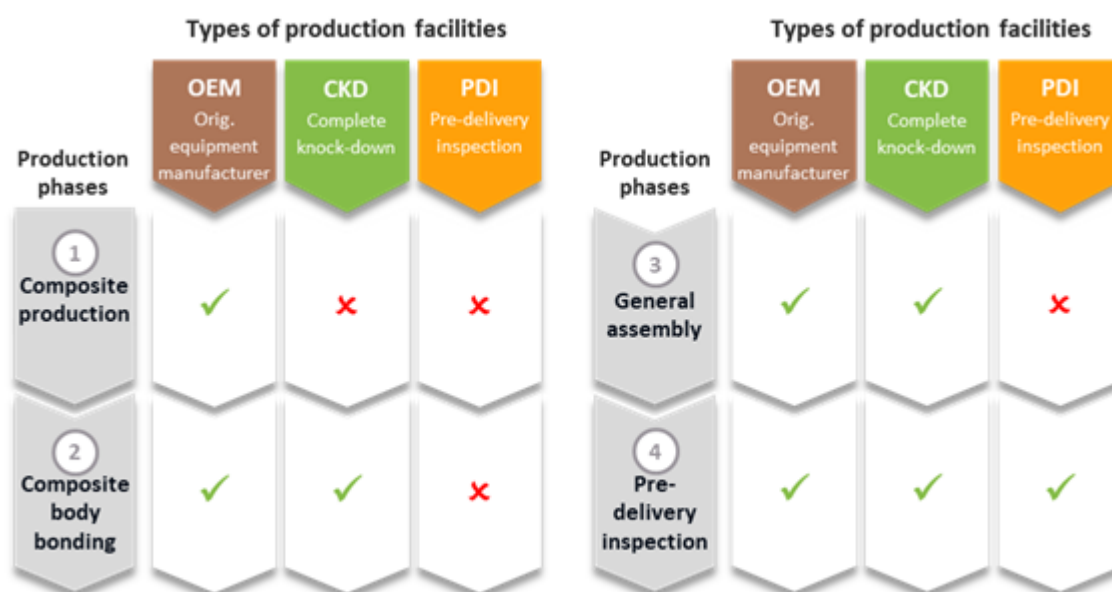 Types of production facilities
OEM
Orig.
equipment
manufacturer
CKD
Complete
knock-down
PDI
Pre-delivery
inspection
Production
phases
1
Composite
production
2
Composite
body
bonding
Types of production facilities
OEM
Orig.
equipment
manufacturer
CKD
Complete
knock-down
PDI
Pre-delivery
inspection
Production
phases
3
General
assembly
4
Pre-
delivery
inspection